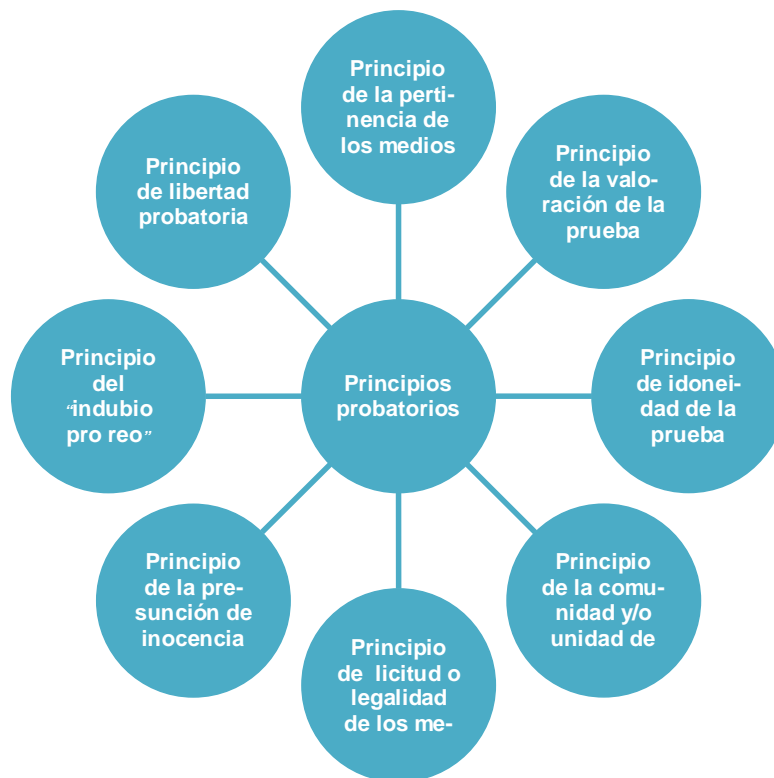 Principio
de la perti-
nencia de
los medios
Principio
de la valo-
ración de la
prueba
Principio
de idonei-
dad de la
prueba
Principio
de la comu-
nidad y/o
unidad de
Principio
de licitud o
legalidad
de los me-
Principio
de la pre-
sunción de
inocencia
Principio
del
“indubio
pro reo”
Principio
de libertad
probatoria
Principios
probatorios